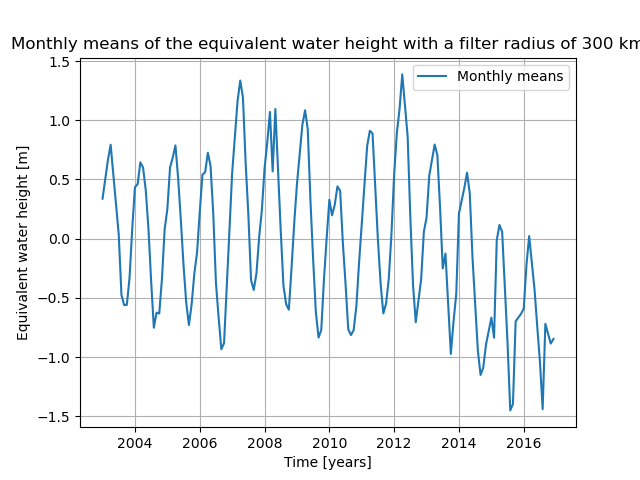 Monthly means of the equivalent water height with a filter radius of 300 km
Monthly means
Equivalent water height [m]
1.5
1.0
0.5
0.0
−0.5
−1.0
−1.5
2004 2006 2008 2010 2012 2014 2016
Time [years]